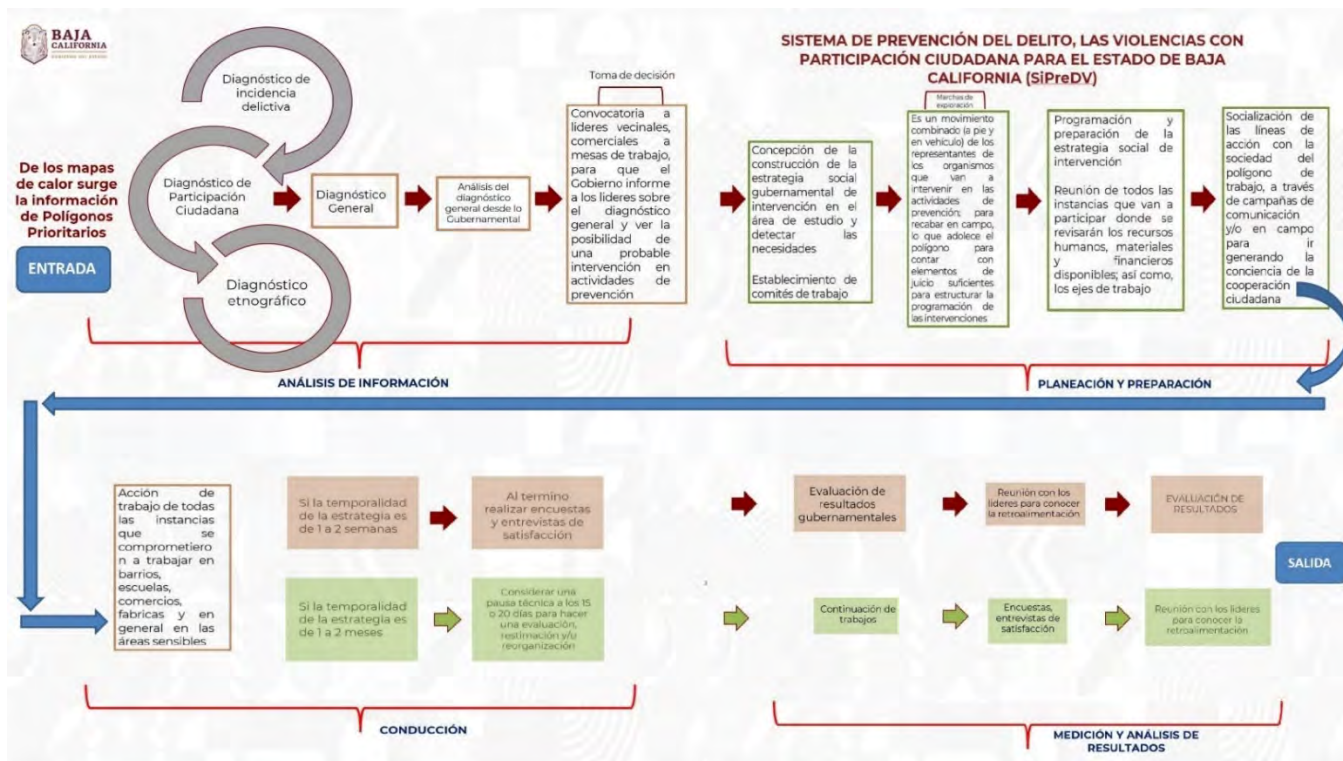 BAJA
CALIFORNIA
GOBIERNO DEL ESTADO
SISTEMA DE PREVENCIÓN DEL DELITO, LAS VIOLENCIAS CON
PARTICIPACIÓN CIUDADANA PARA EL ESTADO DE BAJA
CALIFORNIA (SiPreDV)
De los mapas
de calor surge
la información
de Polígonos
Prioritarios
ENTRADA
Diagnóstico de
incidencia
delictiva
Diagnóstico de
Participación
Ciudadana
Diagnóstico
etnográfico
Diagnóstico
General
Análisis del
diagnóstico
general desde lo
Gubernamental
Toma de decisión
Convocatoria a
lideres vecinales,
comerciales a
mesas de trabajo,
para que el
Gobierno informe
a los lideres sobre
el diagnóstico
general y ver la
posibilidad de
una probable
intervención en
actividades de
prevención
ANÁLISIS DE INFORMACIÓN
Concepción de la
construcción de la
estrategia social
gubernamental de
intervención en el
área de estudio y
detectar las
necesidades
Establecimiento de
comités de trabajo
Marchas de
exploración
Es un movimiento
combinado (a pie y
en vehículo) de los
representantes de
los organismos
que van a
intervenir en las
actividades de
prevención; para
recabar en campo,
lo que adolece el
polígono para
contar con
elementos de
juicio suficientes
para estructurar la
programación de
las intervenciones
Programación y
preparación de la
estrategia social de
intervención
Reunión de todos las
instancias que van a
participar donde se
revisarán los recursos
humanos, materiales
y financieros
disponibles; así como,
los ejes de trabajo
Socialización de
las líneas de
acción con la
sociedad del
polígono de
trabajo, a través
de campañas de
comunicación
y/o en campo
para ir
generando la
conciencia de la
cooperación
ciudadana
PLANEACIÓN Y PREPARACIÓN
Acción de
trabajo de todas
las instancias
que se
comprometiero
n a trabajar en
barrios,
escuelas,
comercios,
fabricas y en
general en las
áreas sensibles
Si la temporalidad
de la estrategia es
de 1 a 2 semanas
Al termino
realizar encuestas
y entrevistas de
satisfacción
Si la temporalidad
de la estrategia es
de 1 a 2 meses
Considerar una
pausa técnica a los 15
o 20 días para hacer
una evaluación,
restimación y/u
reorganización
CONDUCCIÓN
Evaluación de
resultados
gubernamentales
Reunión con los
lideres para conocer
la retroalimentación
EVALUACIÓN DE
RESULTADOS
Continuación de
trabajos
Encuestas,
entrevistas de
satisfacción
Reunión con los lideres
para conocer la
retroalimentación
SALIDA
MEDICIÓN Y ANÁLISIS DE
RESULTADOS